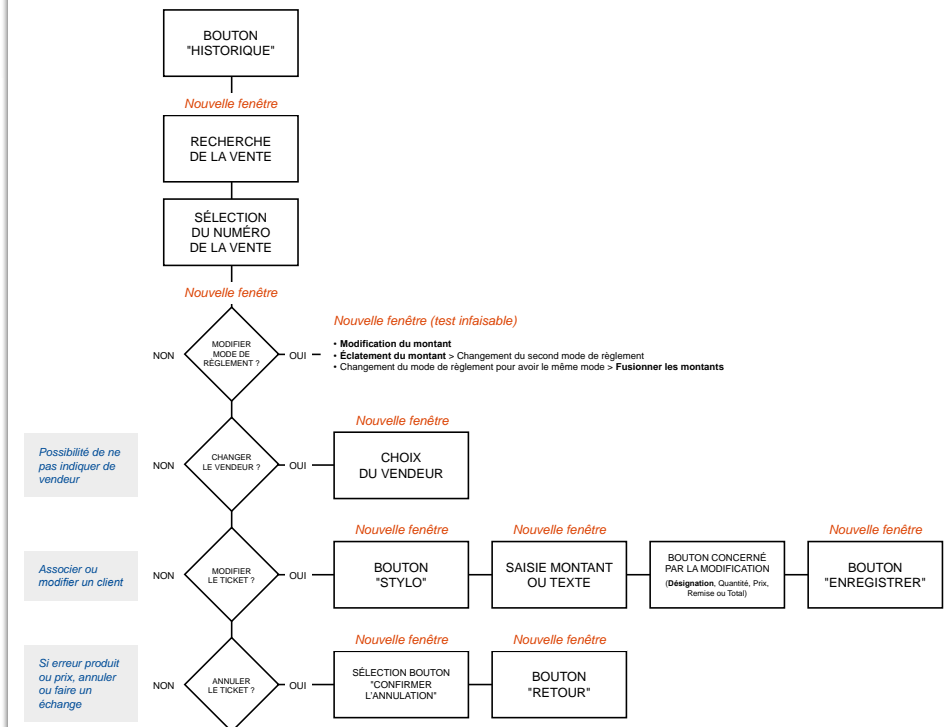 BOUTON
"HISTORIQUE"
Nouvelle fenêtre
RECHERCHE
DE LA VENTE
SÉLECTION
DU NUMÉRO
DE LA VENTE
Nouvelle fenêtre
NON
MODIFIER
MODE DE
RÈGLEMENT ?
OUI
Nouvelle fenêtre (test infaisable)
• Modification du montant
• Éclatement du montant > Changement du second mode de règlement
• Changement du mode de règlement pour avoir le même mode > Fusionner les montants
Possibilité de ne
pas indiquer de
vendeur
NON
CHANGER
LE VENDEUR ?
OUI
Nouvelle fenêtre
CHOIX
DU VENDEUR
Associer ou
modifier un client
NON
MODIFIER
LE TICKET ?
OUI
Nouvelle fenêtre
BOUTON
"STYLO"
Nouvelle fenêtre
SAISIE MONTANT
OU TEXTE
BOUTON CONCERNÉ
PAR LA MODIFICATION
(Désignation, Quantité, Prix,
Remise ou Total)
Nouvelle fenêtre
BOUTON
"ENREGISTRER"
Si erreur produit
ou prix, annuler
ou faire un
échange
NON
ANNULER
LE TICKET ?
OUI
Nouvelle fenêtre
SÉLECTION BOUTON
"CONFIRMER
L'ANNULATION"
Nouvelle fenêtre
BOUTON
"RETOUR"